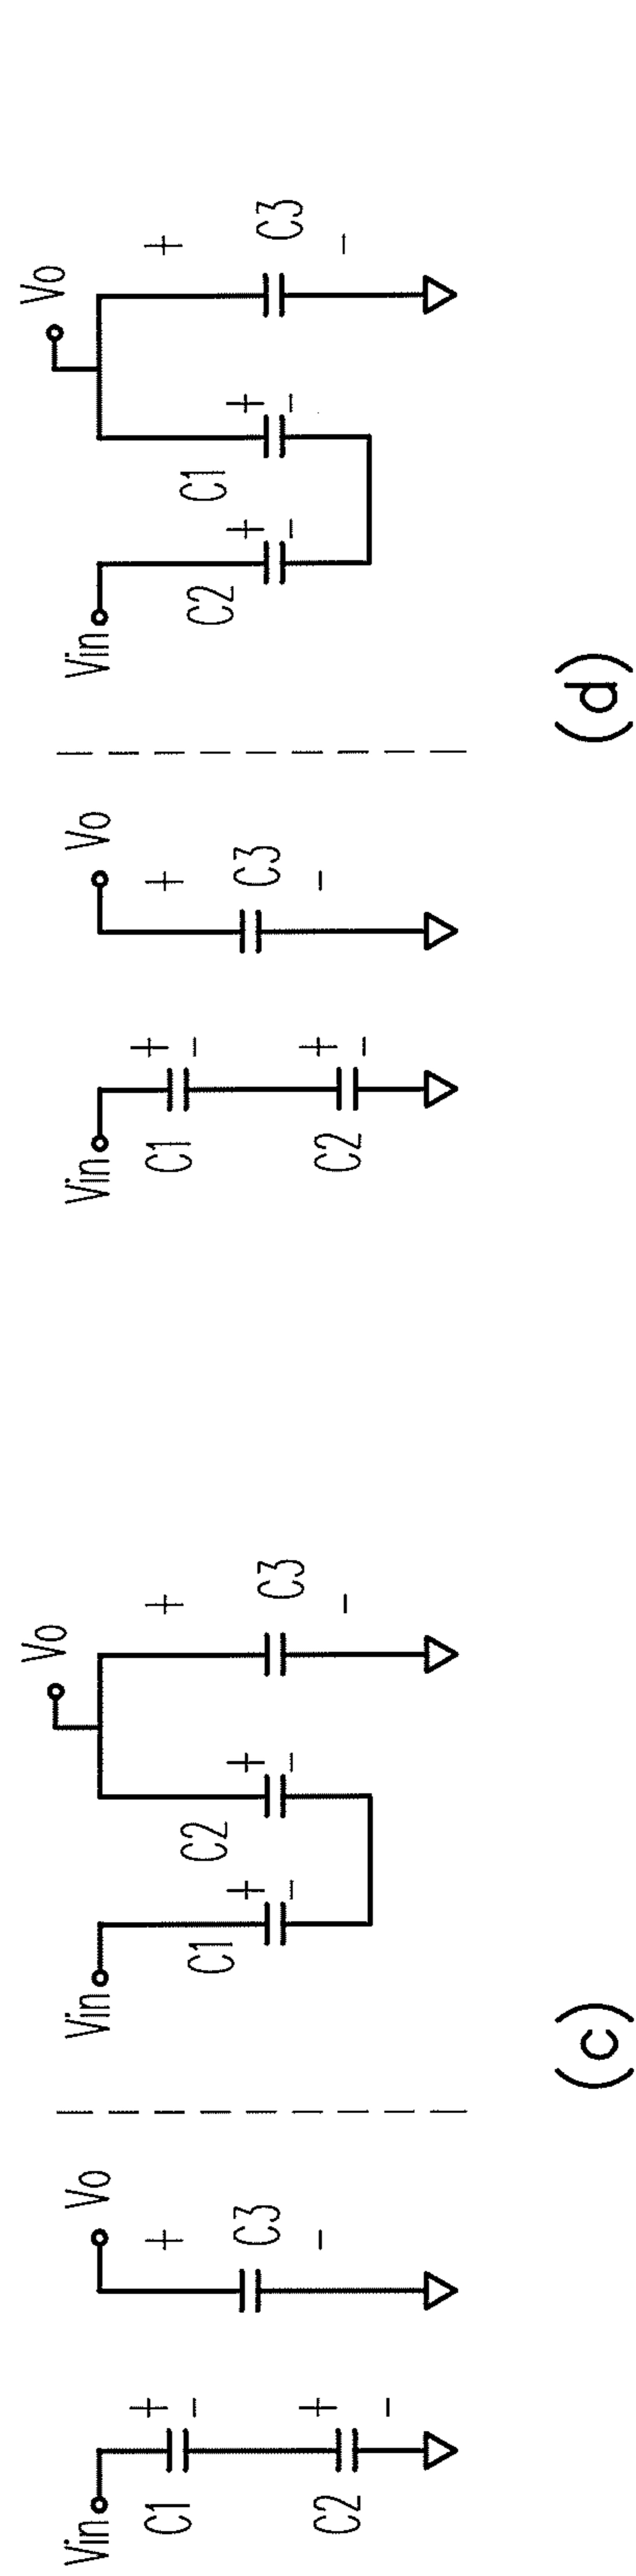 Vin
C1
+
-
C2
+
-
Vo
+
C3
-
Vin
C1
+
-
C2
+
-
Vo
+
C3
-
(c)
Vin
C1
+
-
C2
+
-
Vo
+
C3
-
Vin
C2
+
-
C1
+
-
Vo
+
C3
-
(d)